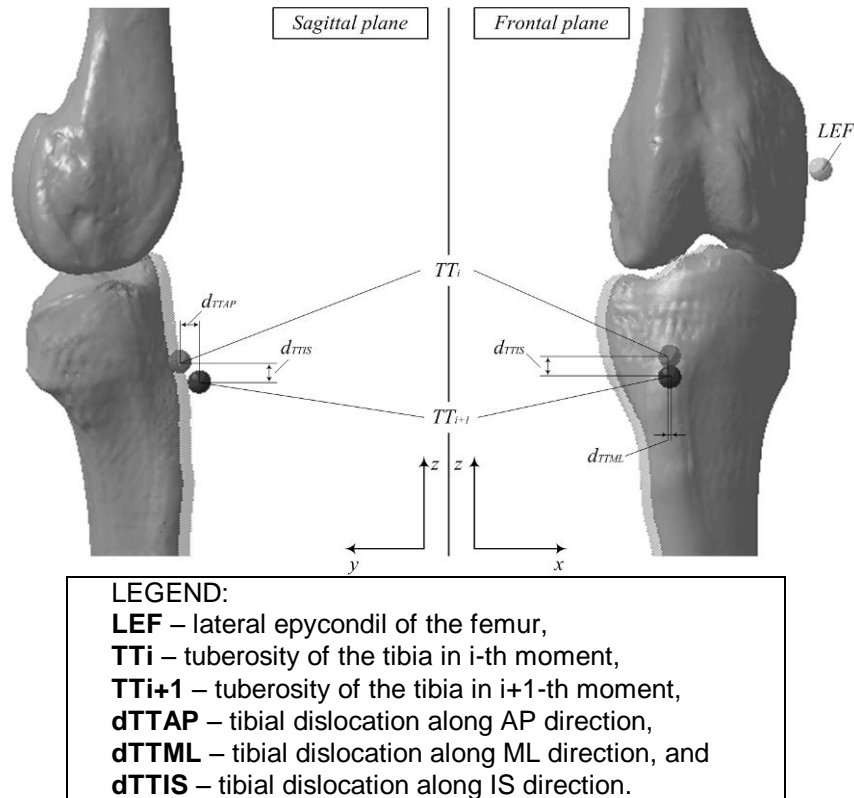 Sagittal plane
Frontal plane
LEF
TTi
dTTAP
dTTIS
dTTIS
TTi+1
dTTML
z
z
y
x
LEGEND:
LEF – lateral epycondil of the femur,
TTi – tuberosity of the tibia in i-th moment,
TTi+1 – tuberosity of the tibia in i+1-th moment,
dTTAP – tibial dislocation along AP direction,
dTTML – tibial dislocation along ML direction, and
dTTIS – tibial dislocation along IS direction.